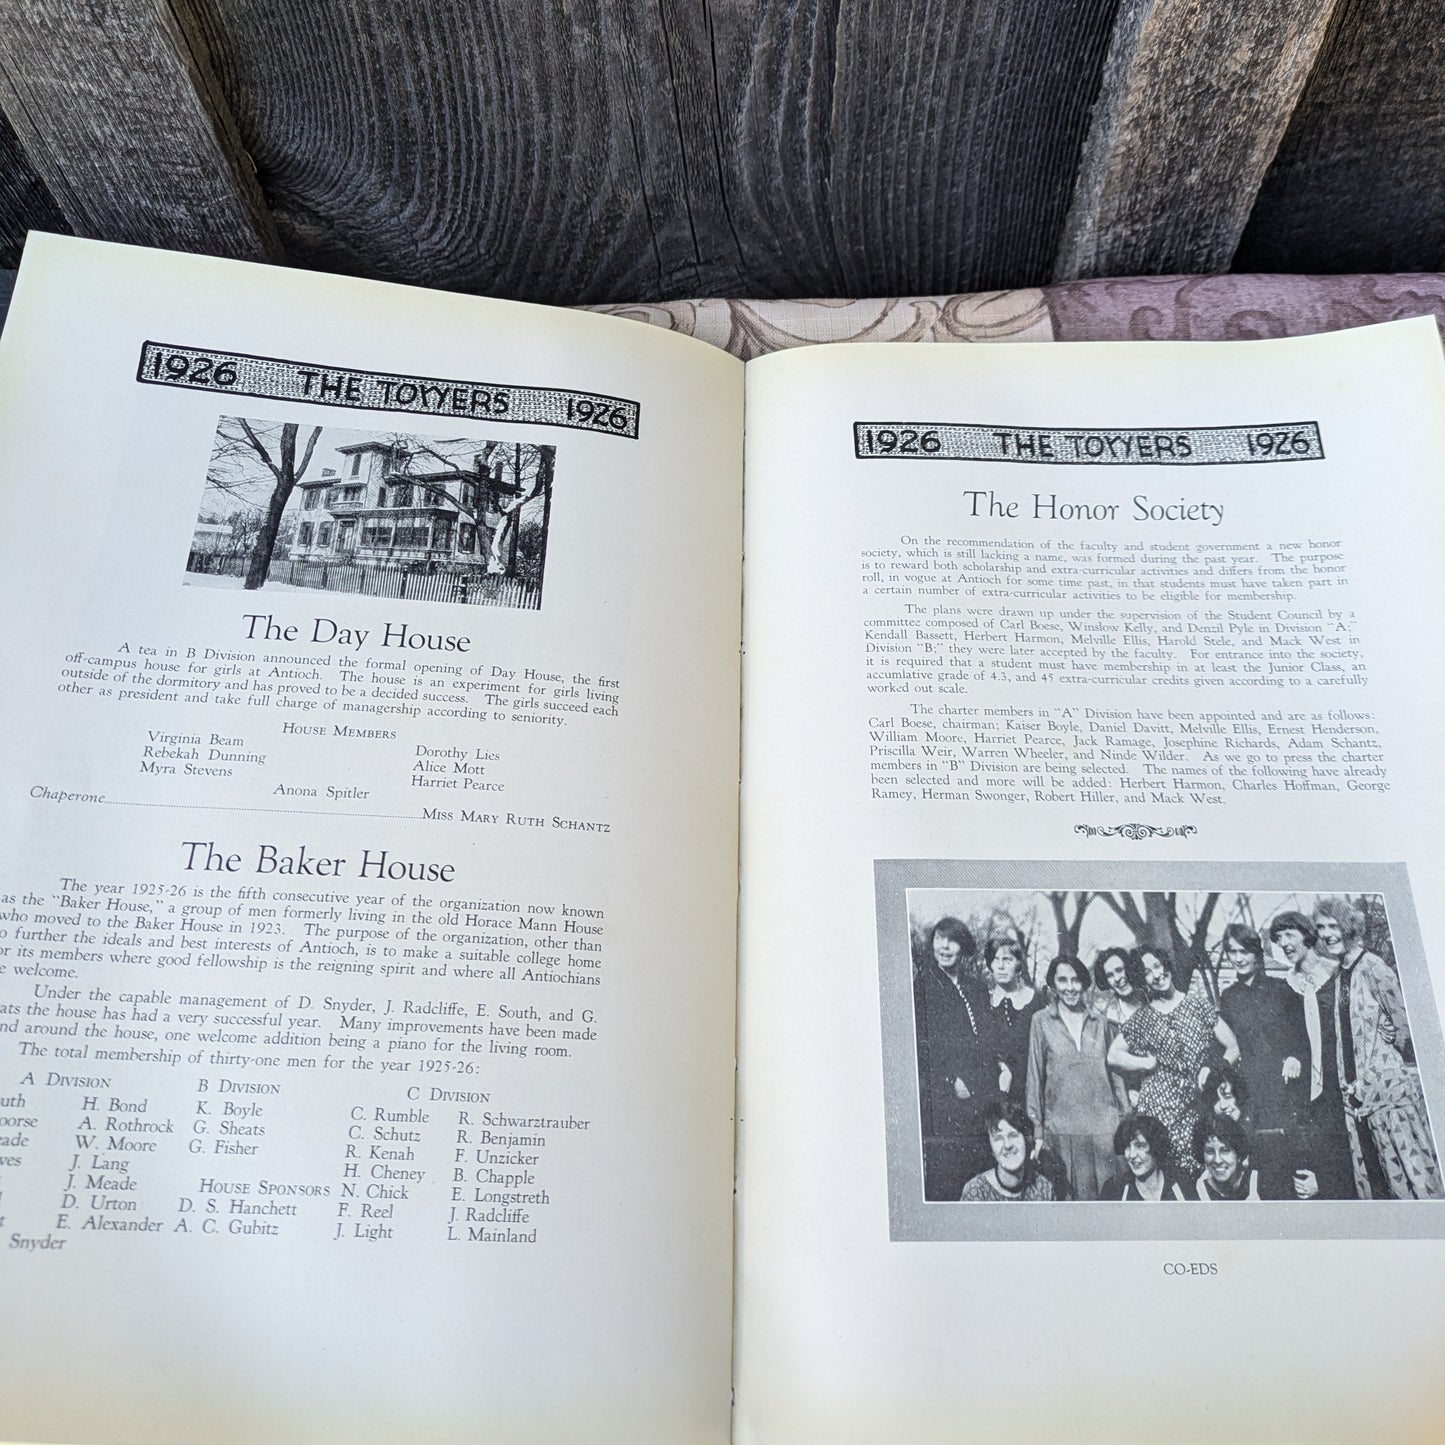 1926 THE TOWERS 1926
The Day House
A tea in B Division announced the formal opening of Day House, the first
off-campus house for girls at Antioch. The house is an experiment for girls living
outside of the dormitory and has proved to be a decided success. The girls succeed each
other as president and take full charge of managership according to seniority.
House Members
Virginia Beam
Rebekah Dunning
Myra Stevens
Dorothy Lies
Alice Mott
Harriet Pearce
Anona Spitler
Chaperone Miss Mary Ruth Schantz
The Baker House
The year 1925-26 is the fifth consecutive year of the organization now known
as the "Baker House," a group of men formerly living in the old Horace Mann House
who moved to the Baker House in 1923. The purpose of the organization, other than
o further the ideals and best interests of Antioch, is to make a suitable college home
or its members where good fellowship is the reigning spirit and where all Antiochians
e welcome.
Under the capable management of D. Snyder, J. Radcliffe, E. South, and G.
ats the house has had a very successful year. Many improvements have been made
nd around the house, one welcome addition being a piano for the living room.
The total membership of thirty-one men for the year 1925-26:
A Division
outh
oorse
eade
ves
t
Snyder
H. Bond
A. Rothrock
W. Moore
J. Lang
J. Meade
D. Urton
E. Alexander
B Division
K. Boyle
G. Sheats
G. Fisher
House Sponsors
D. S. Hanchett
A. C. Gubitz
C Division
C. Rumble
C. Schutz
R. Kenah
H. Cheney
N. Chick
F. Reel
J. Light
R. Schwarztrauber
R. Benjamin
F. Unzicker
B. Chapple
E. Longstreth
J. Radcliffe
L. Mainland
1926 THE TOWERS 1926
The Honor Society
On the recommendation of the faculty and student government a new honor
society, which is still lacking a name, was formed during the past year. The purpose
is to reward both scholarship and extra-curricular activities and differs from the honor
roll, in vogue at Antioch for some time past, in that students must have taken part in
a certain number of extra-curricular activities to be eligible for membership.
The plans were drawn up under the supervision of the Student Council by a
committee composed of Carl Boese, Winslow Kelly, and Denzil Pyle in Division "A;"
Kendall Bassett, Herbert Harmon, Melville Ellis, Harold Stele, and Mack West in
Division "B;" they were later accepted by the faculty. For entrance into the society,
it is required that a student must have membership in at least the Junior Class, an
accumlative grade of 4.3, and 45 extra-curricular credits given according to a carefully
worked out scale.
The charter members in "A" Division have been appointed and are as follows:
Carl Boese, chairman; Kaiser Boyle, Daniel Davitt, Melville Ellis, Ernest Henderson,
William Moore, Harriet Pearce, Jack Ramage, Josephine Richards, Adam Schantz,
Priscilla Weir, Warren Wheeler, and Ninde Wilder. As we go to press the charter
members in "B" Division are being selected. The names of the following have already
been selected and more will be added: Herbert Harmon, Charles Hoffman, George
Ramey, Herman Swonger, Robert Hiller, and Mack West.
CO-EDS